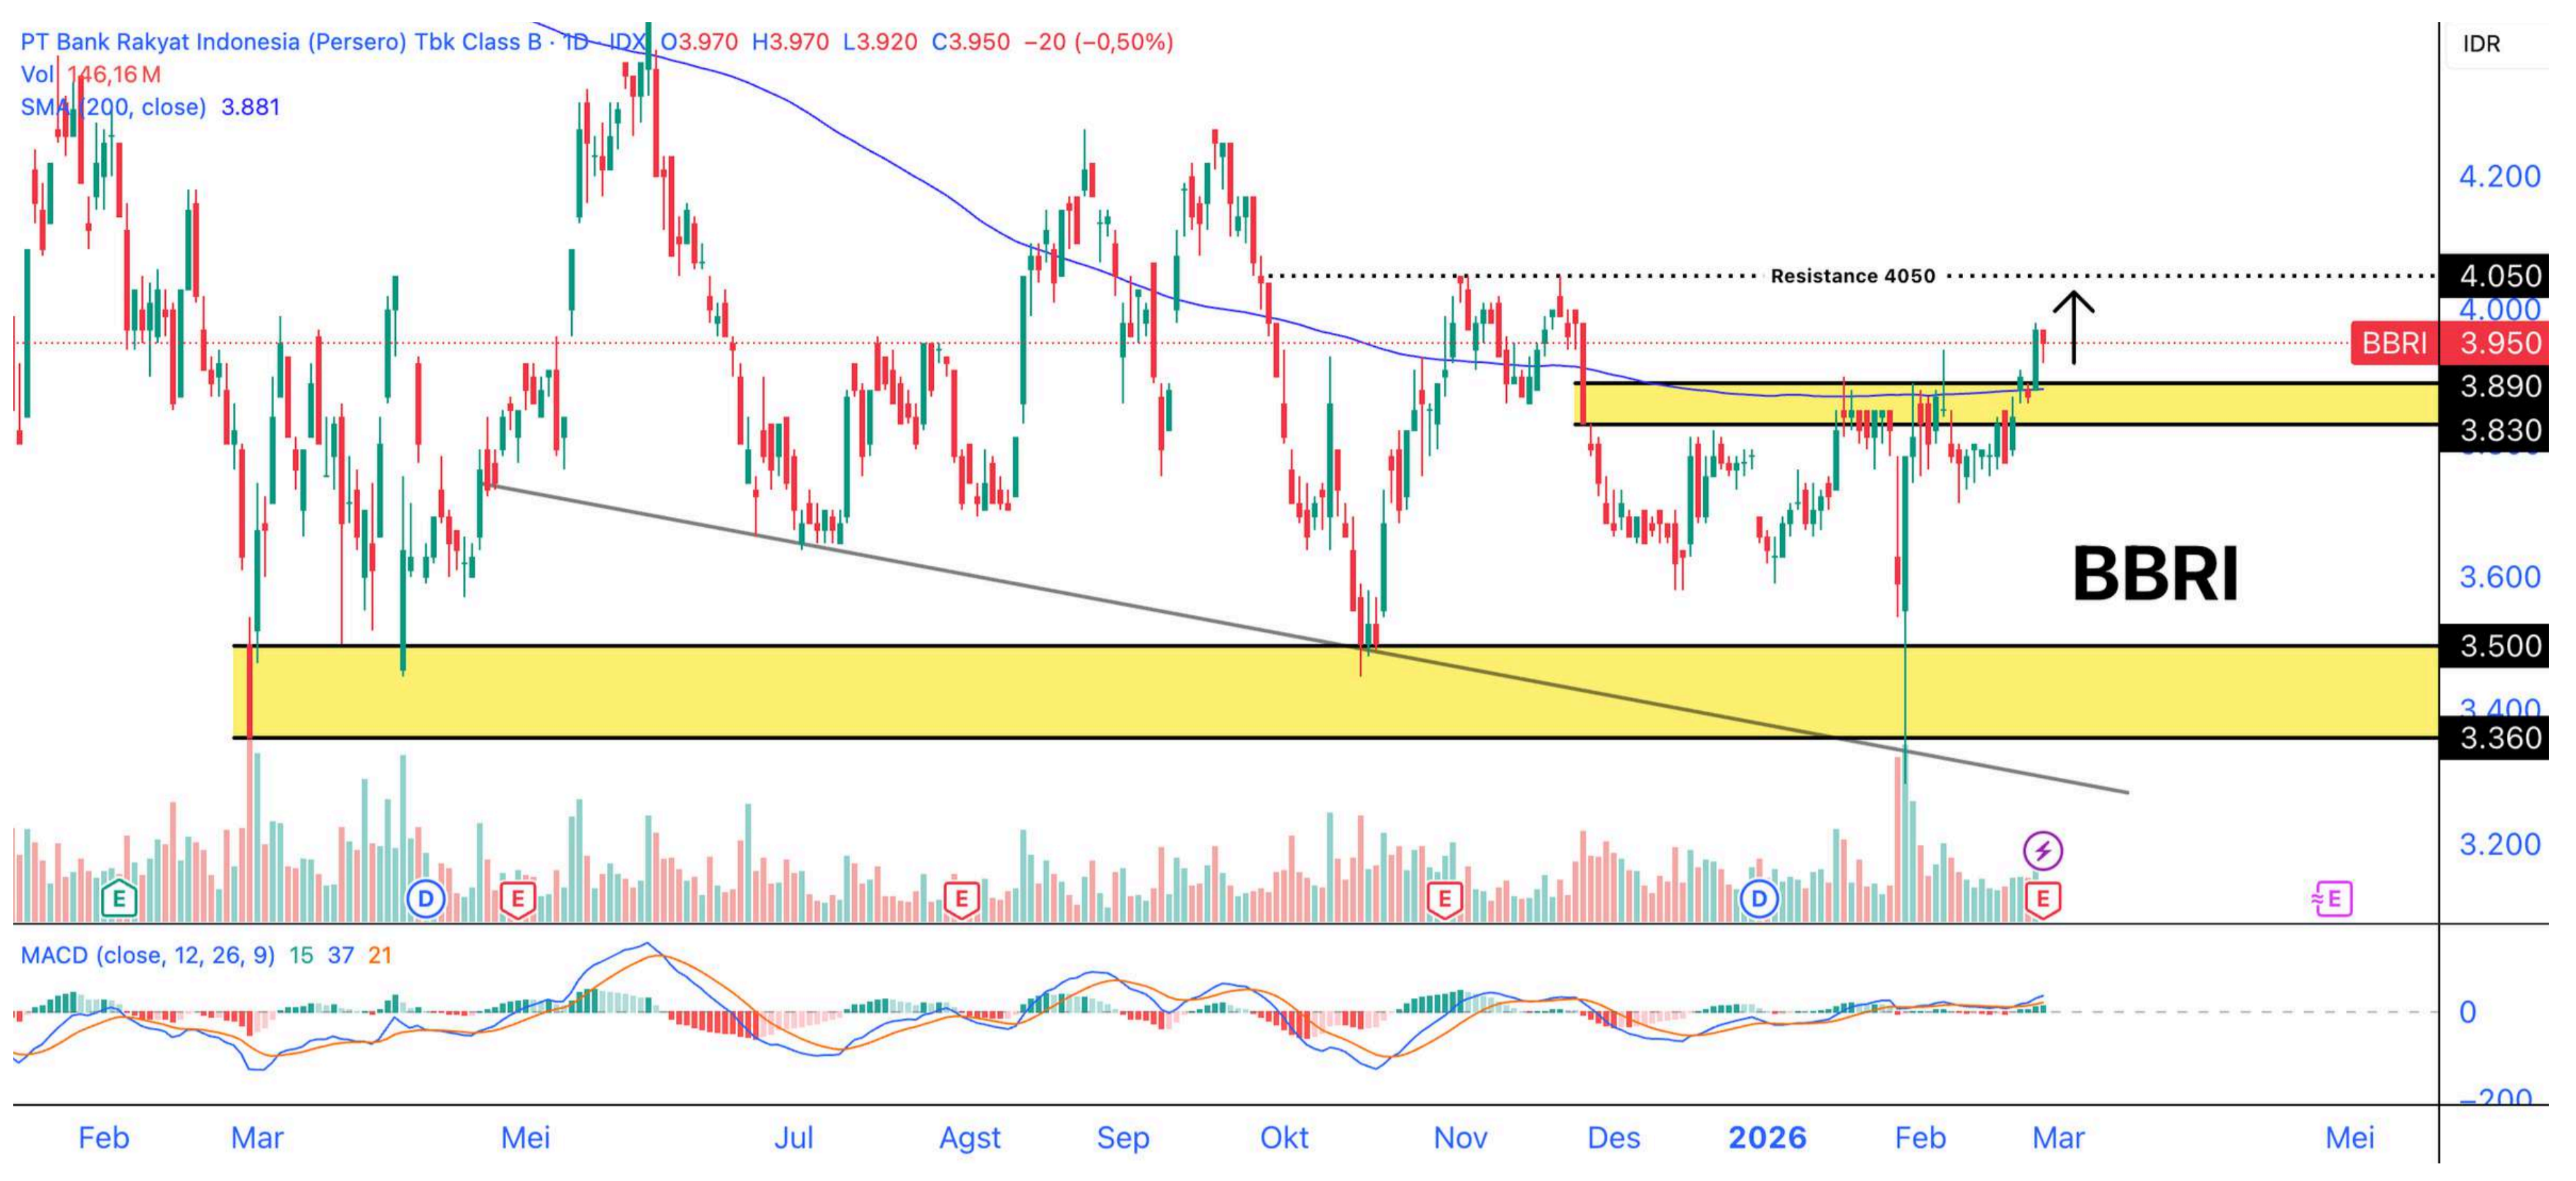 PT Bank Rakyat Indonesia (Persero) Tbk Class B · 1D · IDX O3.970 H3.970 L3.920 C3.950 −20 (−0,50%)
IDR
Vol 146,16 M
SMA (200, close) 3.881
4.200
Resistance 4050
4.050
4.000
BBRI 3.950
3.890
3.830
BBRI
3.600
3.500
3.400
3.360
3.200
E D E E E D E ≈E
MACD (close, 12, 26, 9) 15 37 21
0
−200
Feb Mar Mei Jul Agst Sep Okt Nov Des 2026 Feb Mar Mei